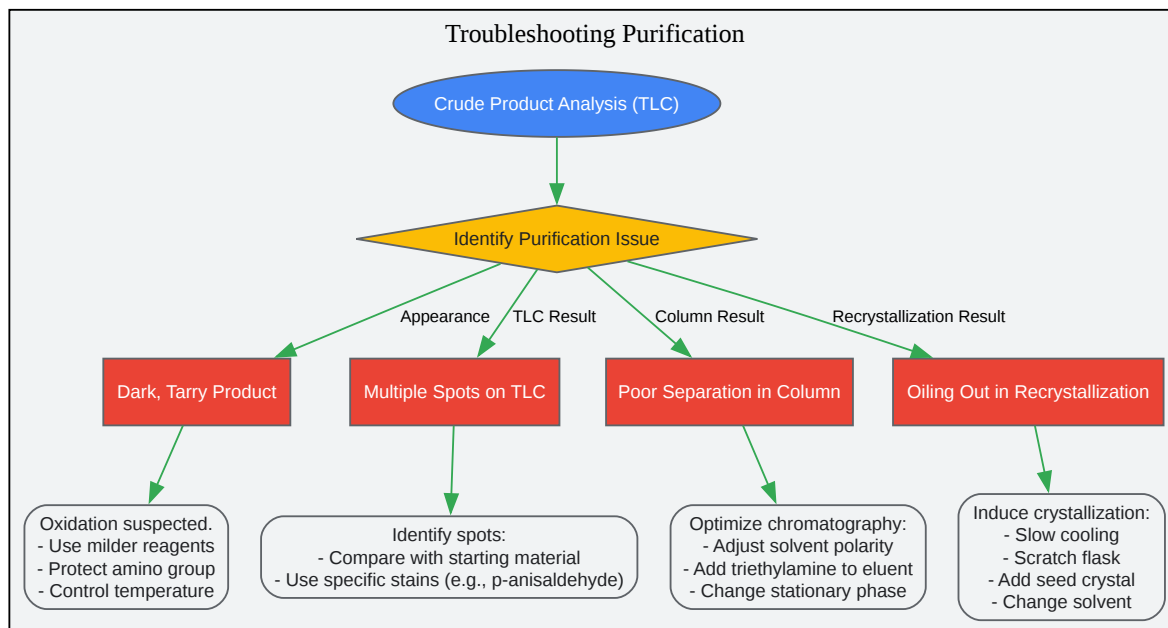 Troubleshooting Purification
Crude Product Analysis (TLC)
Identify Purification Issue
Appearance
TLC Result
Column Result
Recrystallization Result
Dark, Tarry Product
Multiple Spots on TLC
Poor Separation in Column
Oiling Out in Recrystallization
Oxidation suspected.
- Use milder reagents
- Protect amino group
- Control temperature
Identify spots:
- Compare with starting material
- Use specific stains (e.g., p-anisaldehyde)
Optimize chromatography:
- Adjust solvent polarity
- Add triethylamine to eluent
- Change stationary phase
Induce crystallization:
- Slow cooling
- Scratch flask
- Add seed crystal
- Change solvent